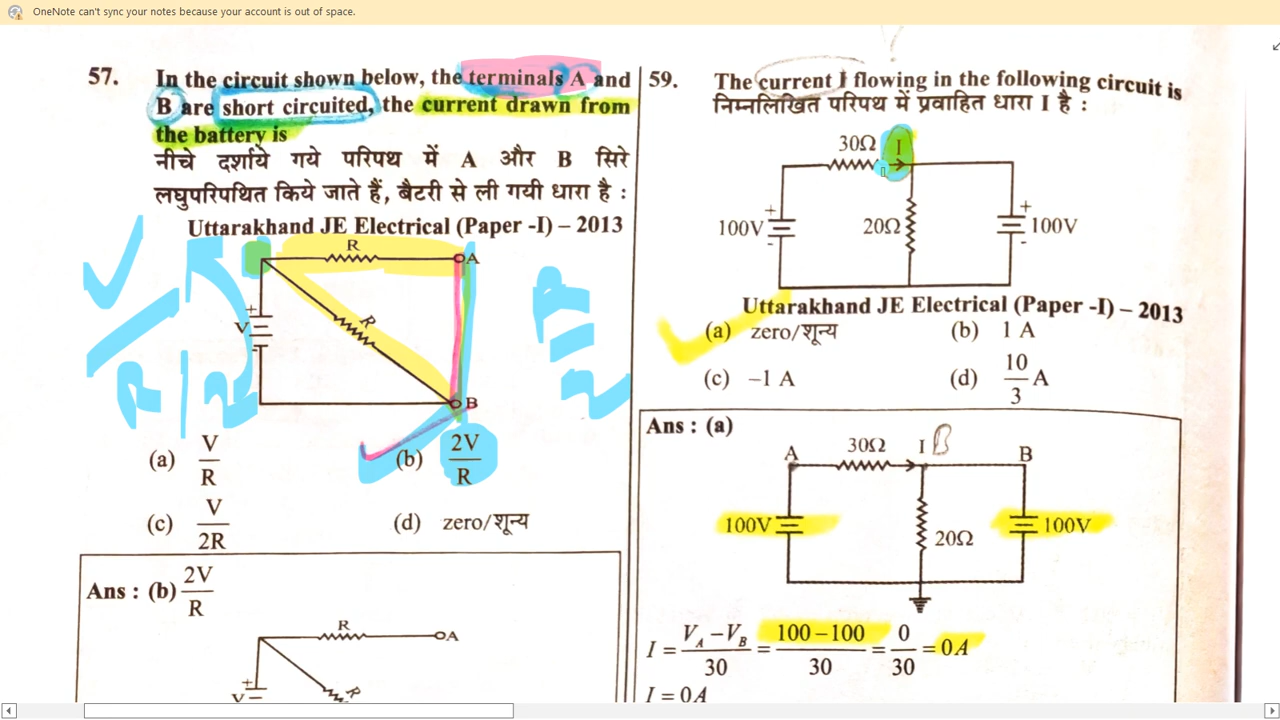 OneNote can't sync your notes because your account is out of space.
57. In the circuit shown below, the terminals A and
B are short circuited, the current drawn from
the battery is
नीचे दर्शाये गये परिपथ में A और B सिरे
लघुपरिपथित किये जाते हैं, बैटरी से ली गयी धारा है :
Uttarakhand JE Electrical (Paper -I) – 2013
R
A
+
V
R
B
(a) V/R
(b) 2V/R
(c) V/2R
(d) zero/शून्य
Ans : (b) 2V/R
R
A
+
V
R
59. The current I flowing in the following circuit is
निम्नलिखित परिपथ में प्रवाहित धारा I है :
30Ω I
+ +
100V 20Ω 100V
- -
Uttarakhand JE Electrical (Paper -I) – 2013
(a) zero/शून्य (b) 1 A
(c) –1 A (d) 10/3 A
Ans : (a)
A 30Ω I B B
100V 20Ω 100V
I = (V_A – V_B)/30 = (100 – 100)/30 = 0/30 = 0A
I = 0A